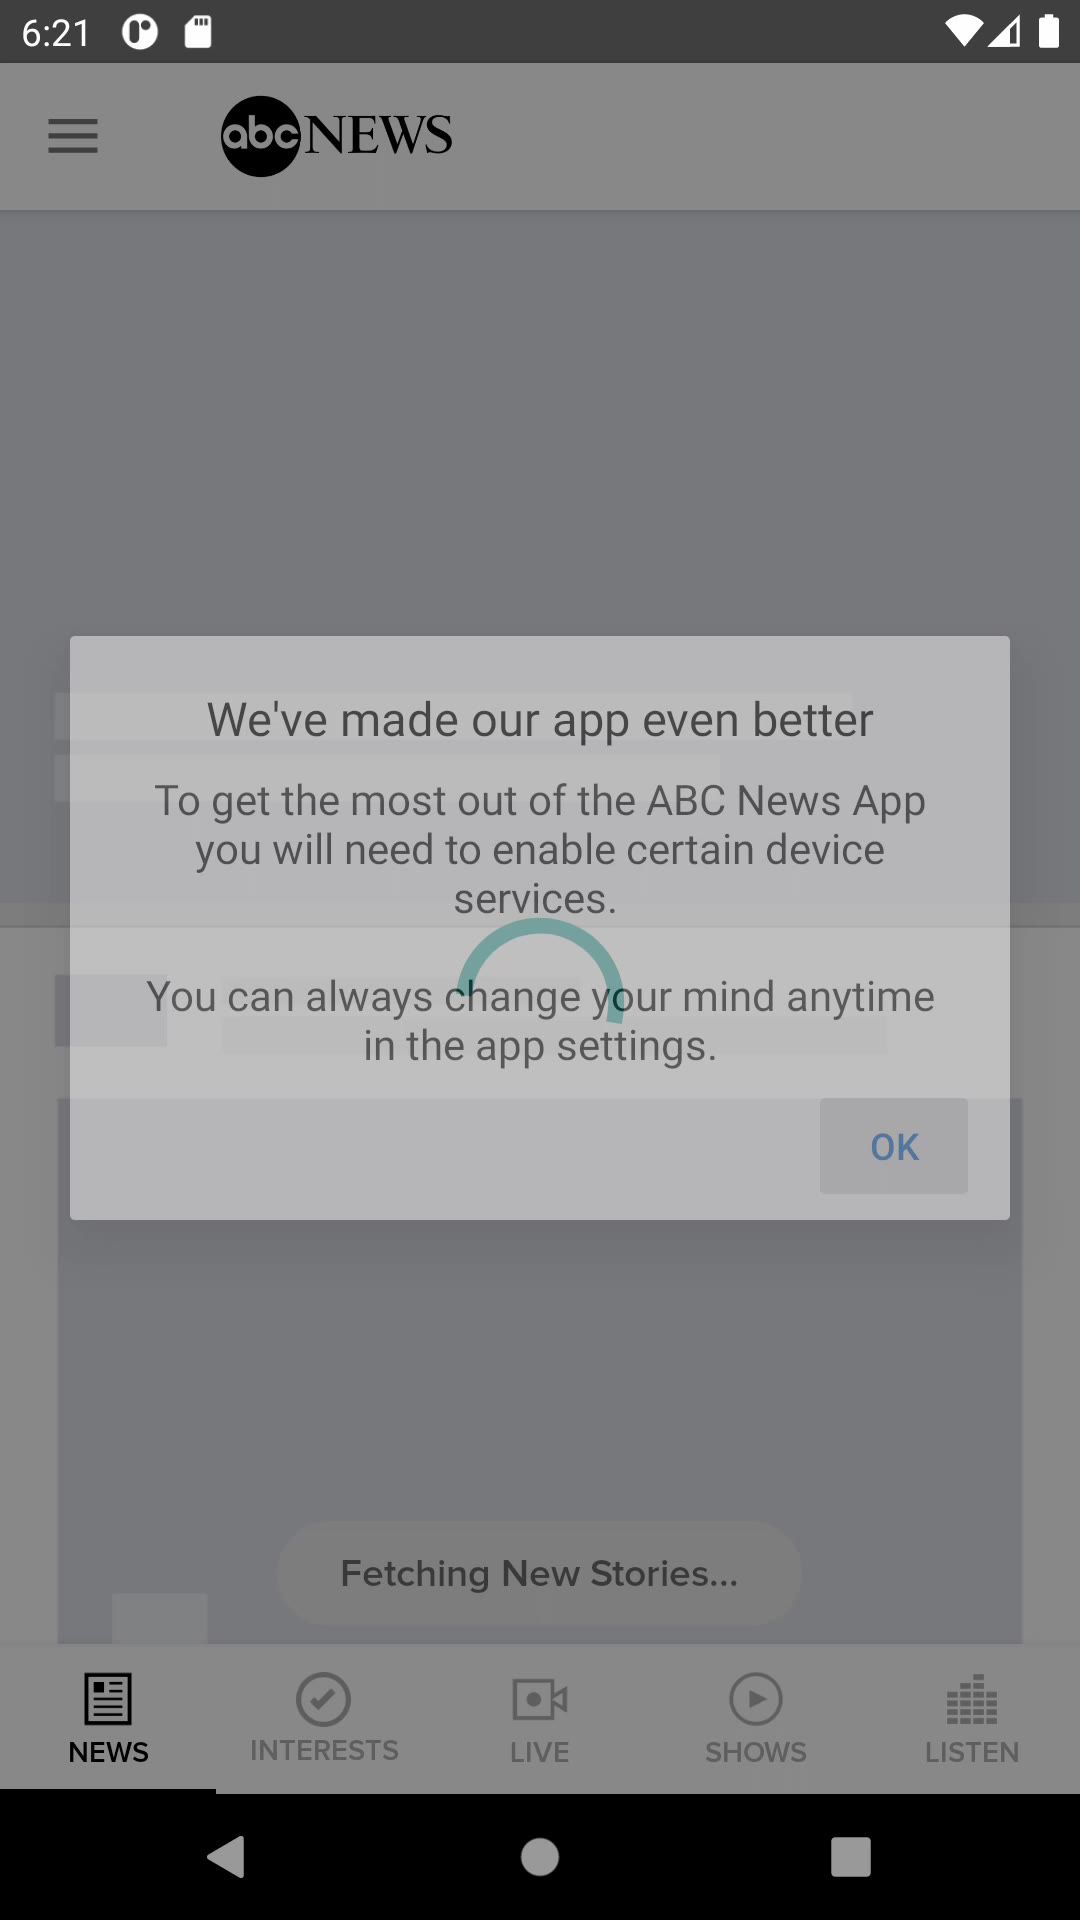 6:21
abc NEWS
We've made our app even better
To get the most out of the ABC News App
you will need to enable certain device
services.
You can always change your mind anytime
in the app settings.
OK
Fetching New Stories...
NEWS
INTERESTS
LIVE
SHOWS
LISTEN